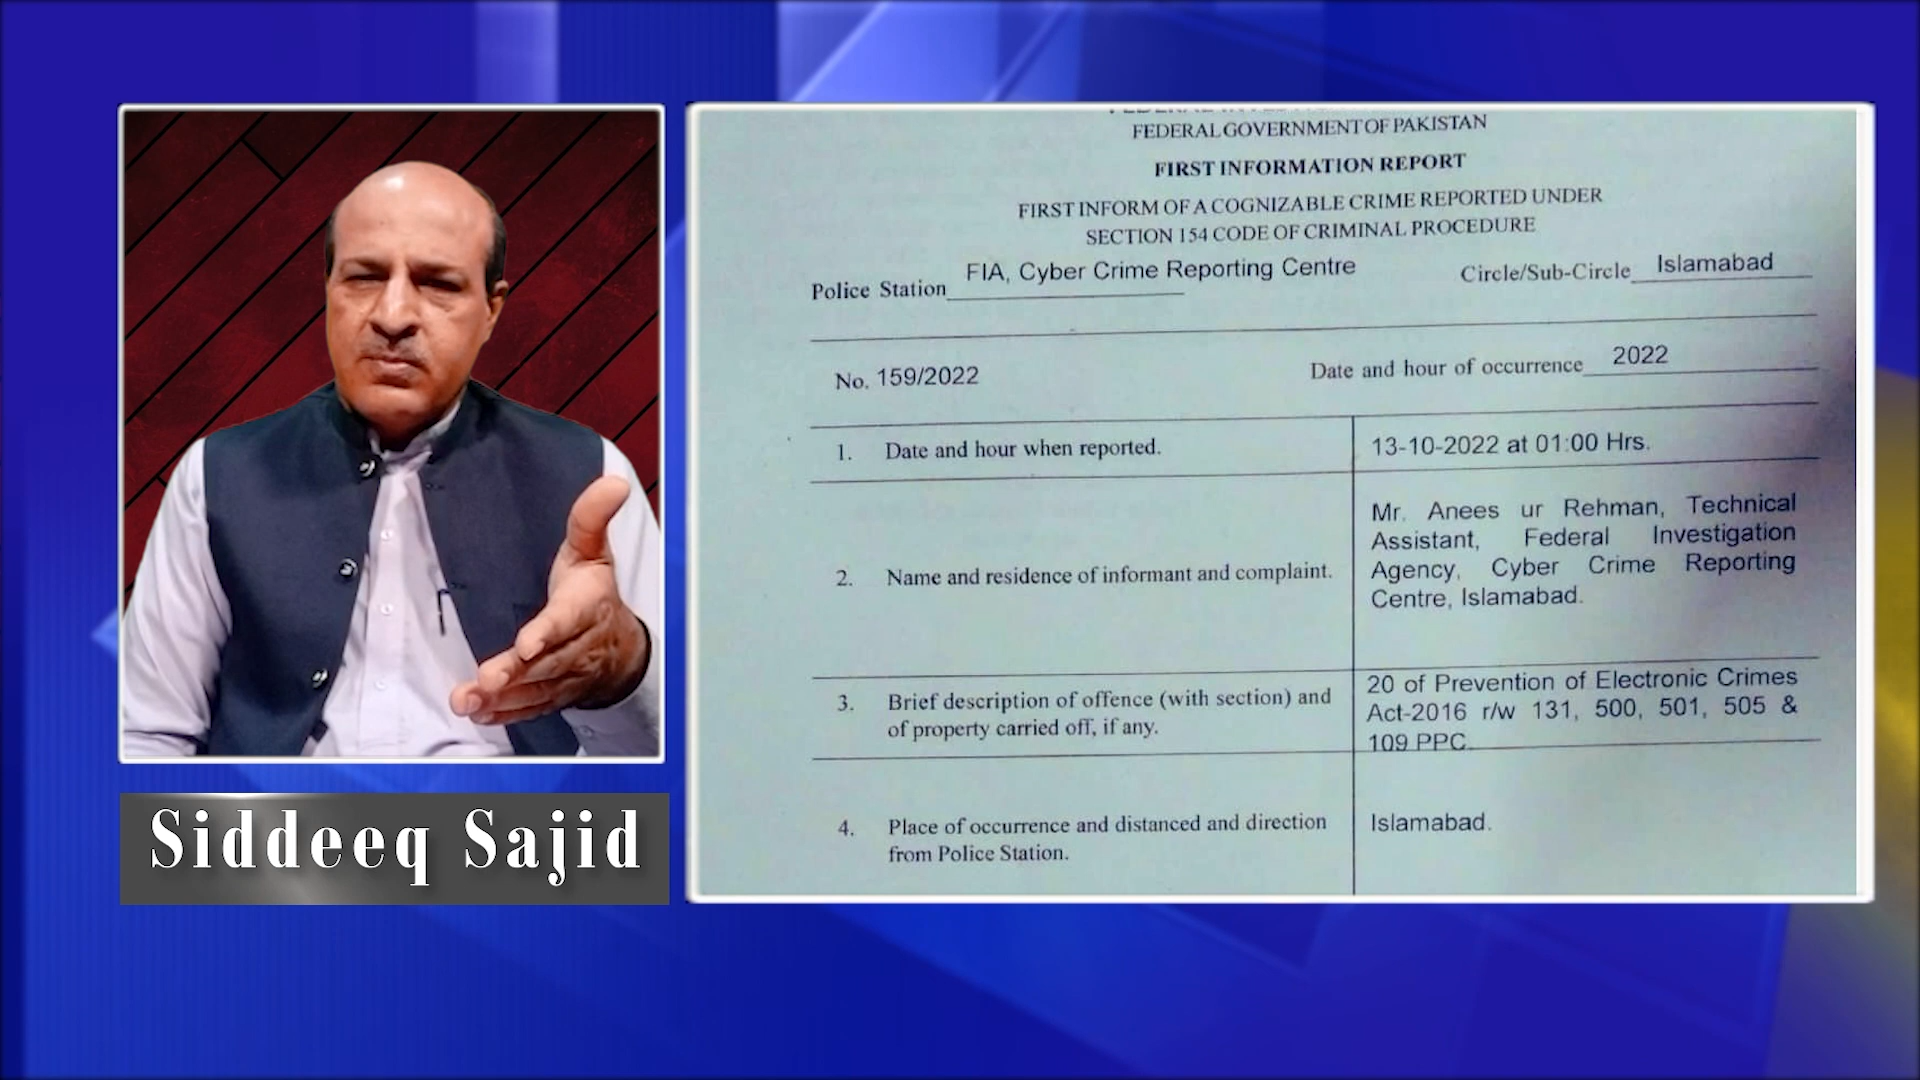 FEDERAL GOVERNMENT OF PAKISTAN
FIRST INFORMATION REPORT
FIRST INFORM OF A COGNIZABLE CRIME REPORTED UNDER
SECTION 154 CODE OF CRIMINAL PROCEDURE
Police Station FIA, Cyber Crime Reporting Centre Circle/Sub-Circle Islamabad
No. 159/2022 Date and hour of occurrence 2022
1. Date and hour when reported. 13-10-2022 at 01:00 Hrs.
2. Name and residence of informant and complaint.
Mr. Anees ur Rehman, Technical
Assistant, Federal Investigation
Agency, Cyber Crime Reporting
Centre, Islamabad.
3. Brief description of offence (with section) and
of property carried off, if any.
20 of Prevention of Electronic Crimes
Act-2016 r/w 131, 500, 501, 505 &
109 PPC.
4. Place of occurrence and distanced and direction
from Police Station.
Islamabad.
Siddeeq Sajid